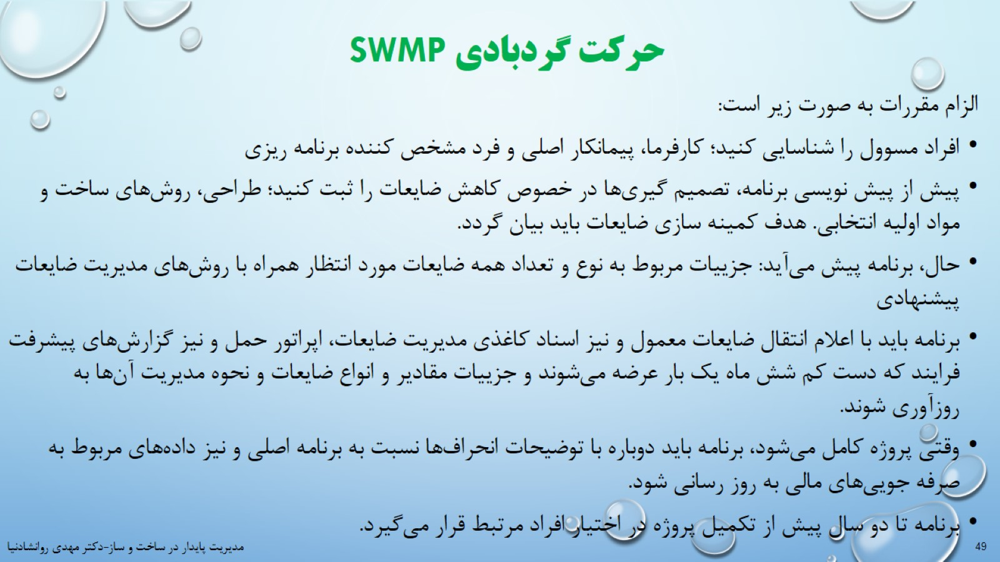 حرکت گردبادی SWMP
الزام مقررات به صورت زیر است:
• افراد مسوول را شناسایی کنید؛ کارفرما، پیمانکار اصلی و فرد مشخص کننده برنامه ریزی
• پیش از پیش نویسی برنامه، تصمیم گیری‌ها در خصوص کاهش ضایعات را ثبت کنید؛ طراحی، روش‌های ساخت و
مواد اولیه انتخابی. هدف کمینه سازی ضایعات باید بیان گردد.
• حال، برنامه پیش می‌آید: جزییات مربوط به نوع و تعداد همه ضایعات مورد انتظار همراه با روش‌های مدیریت ضایعات
پیشنهادی
• برنامه باید با اعلام انتقال ضایعات معمول و نیز اسناد کاغذی مدیریت ضایعات، اپراتور حمل و نیز گزارش‌های پیشرفت
فرایند که دست کم شش ماه یک بار عرضه می‌شوند و جزییات مقادیر و انواع ضایعات و نحوه مدیریت آن‌ها به
روزآوری شوند.
• وقتی پروژه کامل می‌شود، برنامه باید دوباره با توضیحات انحراف‌ها نسبت به برنامه اصلی و نیز داده‌های مربوط به
صرفه جویی‌های مالی به روز رسانی شود.
• برنامه تا دو سال پیش از تکمیل پروژه در اختیار افراد مرتبط قرار می‌گیرد.
مدیریت پایدار در ساخت و ساز-دکتر مهدی روانشادنیا
49